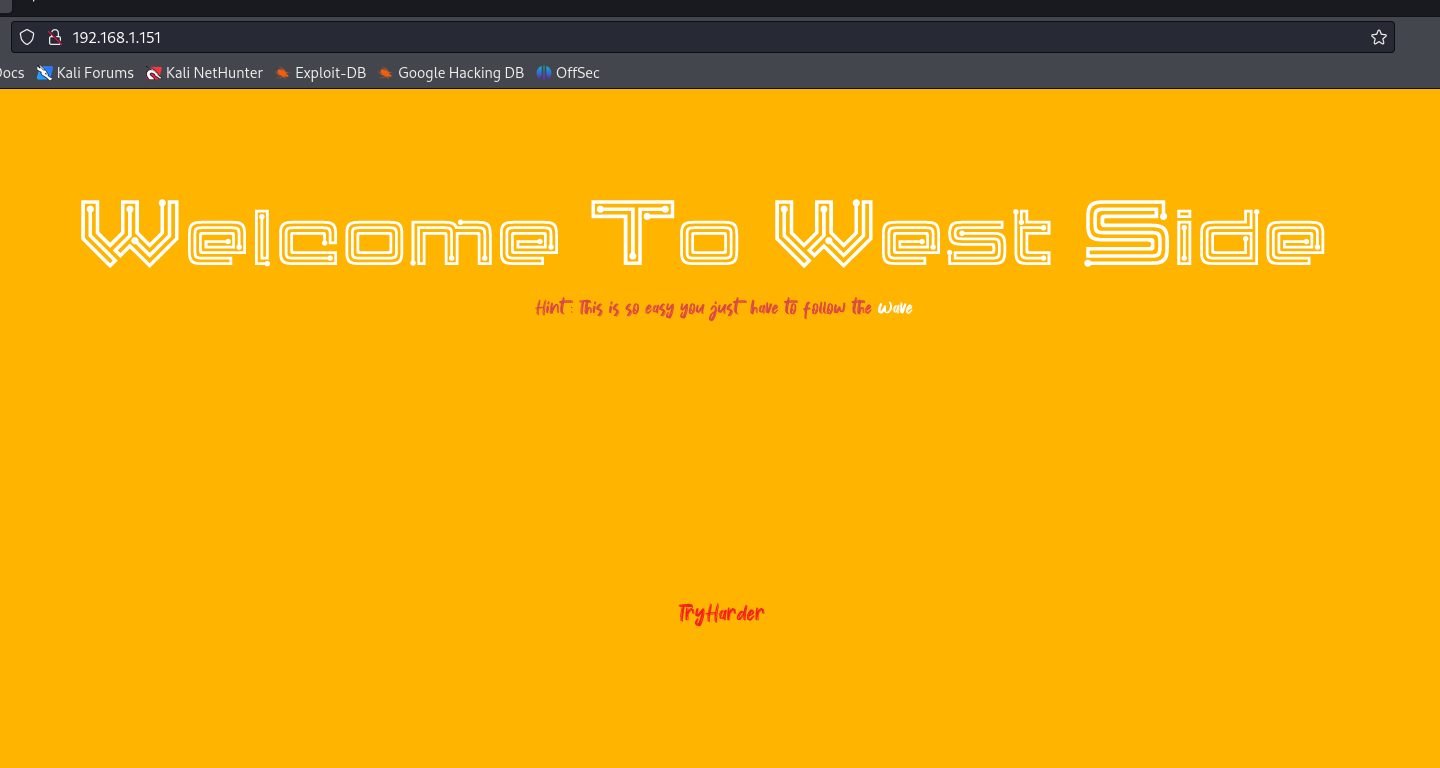 192.168.1.151
Docs Kali Forums Kali NetHunter Exploit-DB Google Hacking DB OffSec
Welcome To West Side
Hint : This is so easy you just have to follow the wave
TryHarder